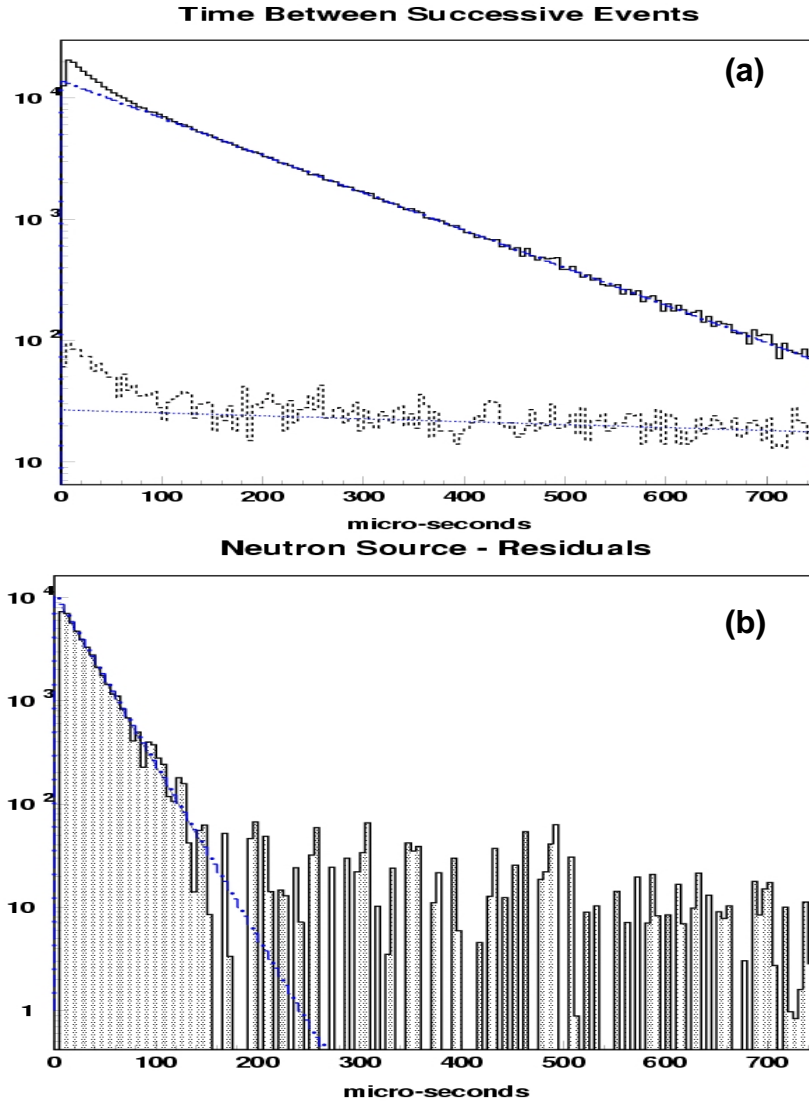 Time Between Successive Events
(a)
10 4
10 3
10 2
10
0 100 200 300 400 500 600 700
micro-seconds
Neutron Source - Residuals
(b)
10 4
10 3
10 2
10
1
0 100 200 300 400 500 600 700
micro-seconds